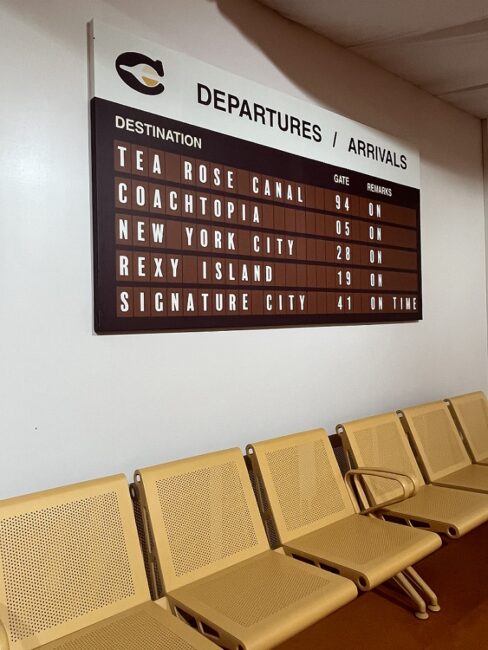 DEPARTURES / ARRIVALS
DESTINATION GATE REMARKS
TEA ROSE CANAL 94 ON
COACHTOPIA 05 ON
NEW YORK CITY 28 ON
REXY ISLAND 19 ON
SIGNATURE CITY 41 ON TIME